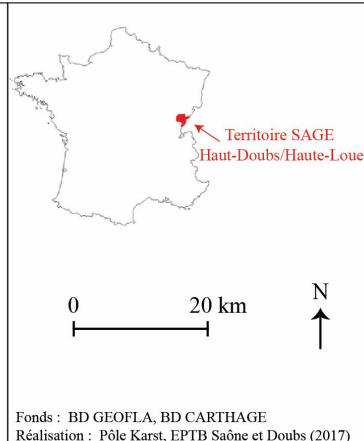 Territoire SAGE
Haut-Doubs/Haute-Loue
0 20 km
N
Fonds : BD GEOFLA, BD CARTHAGE
Réalisation : Pôle Karst, EPTB Saône et Doubs (2017)